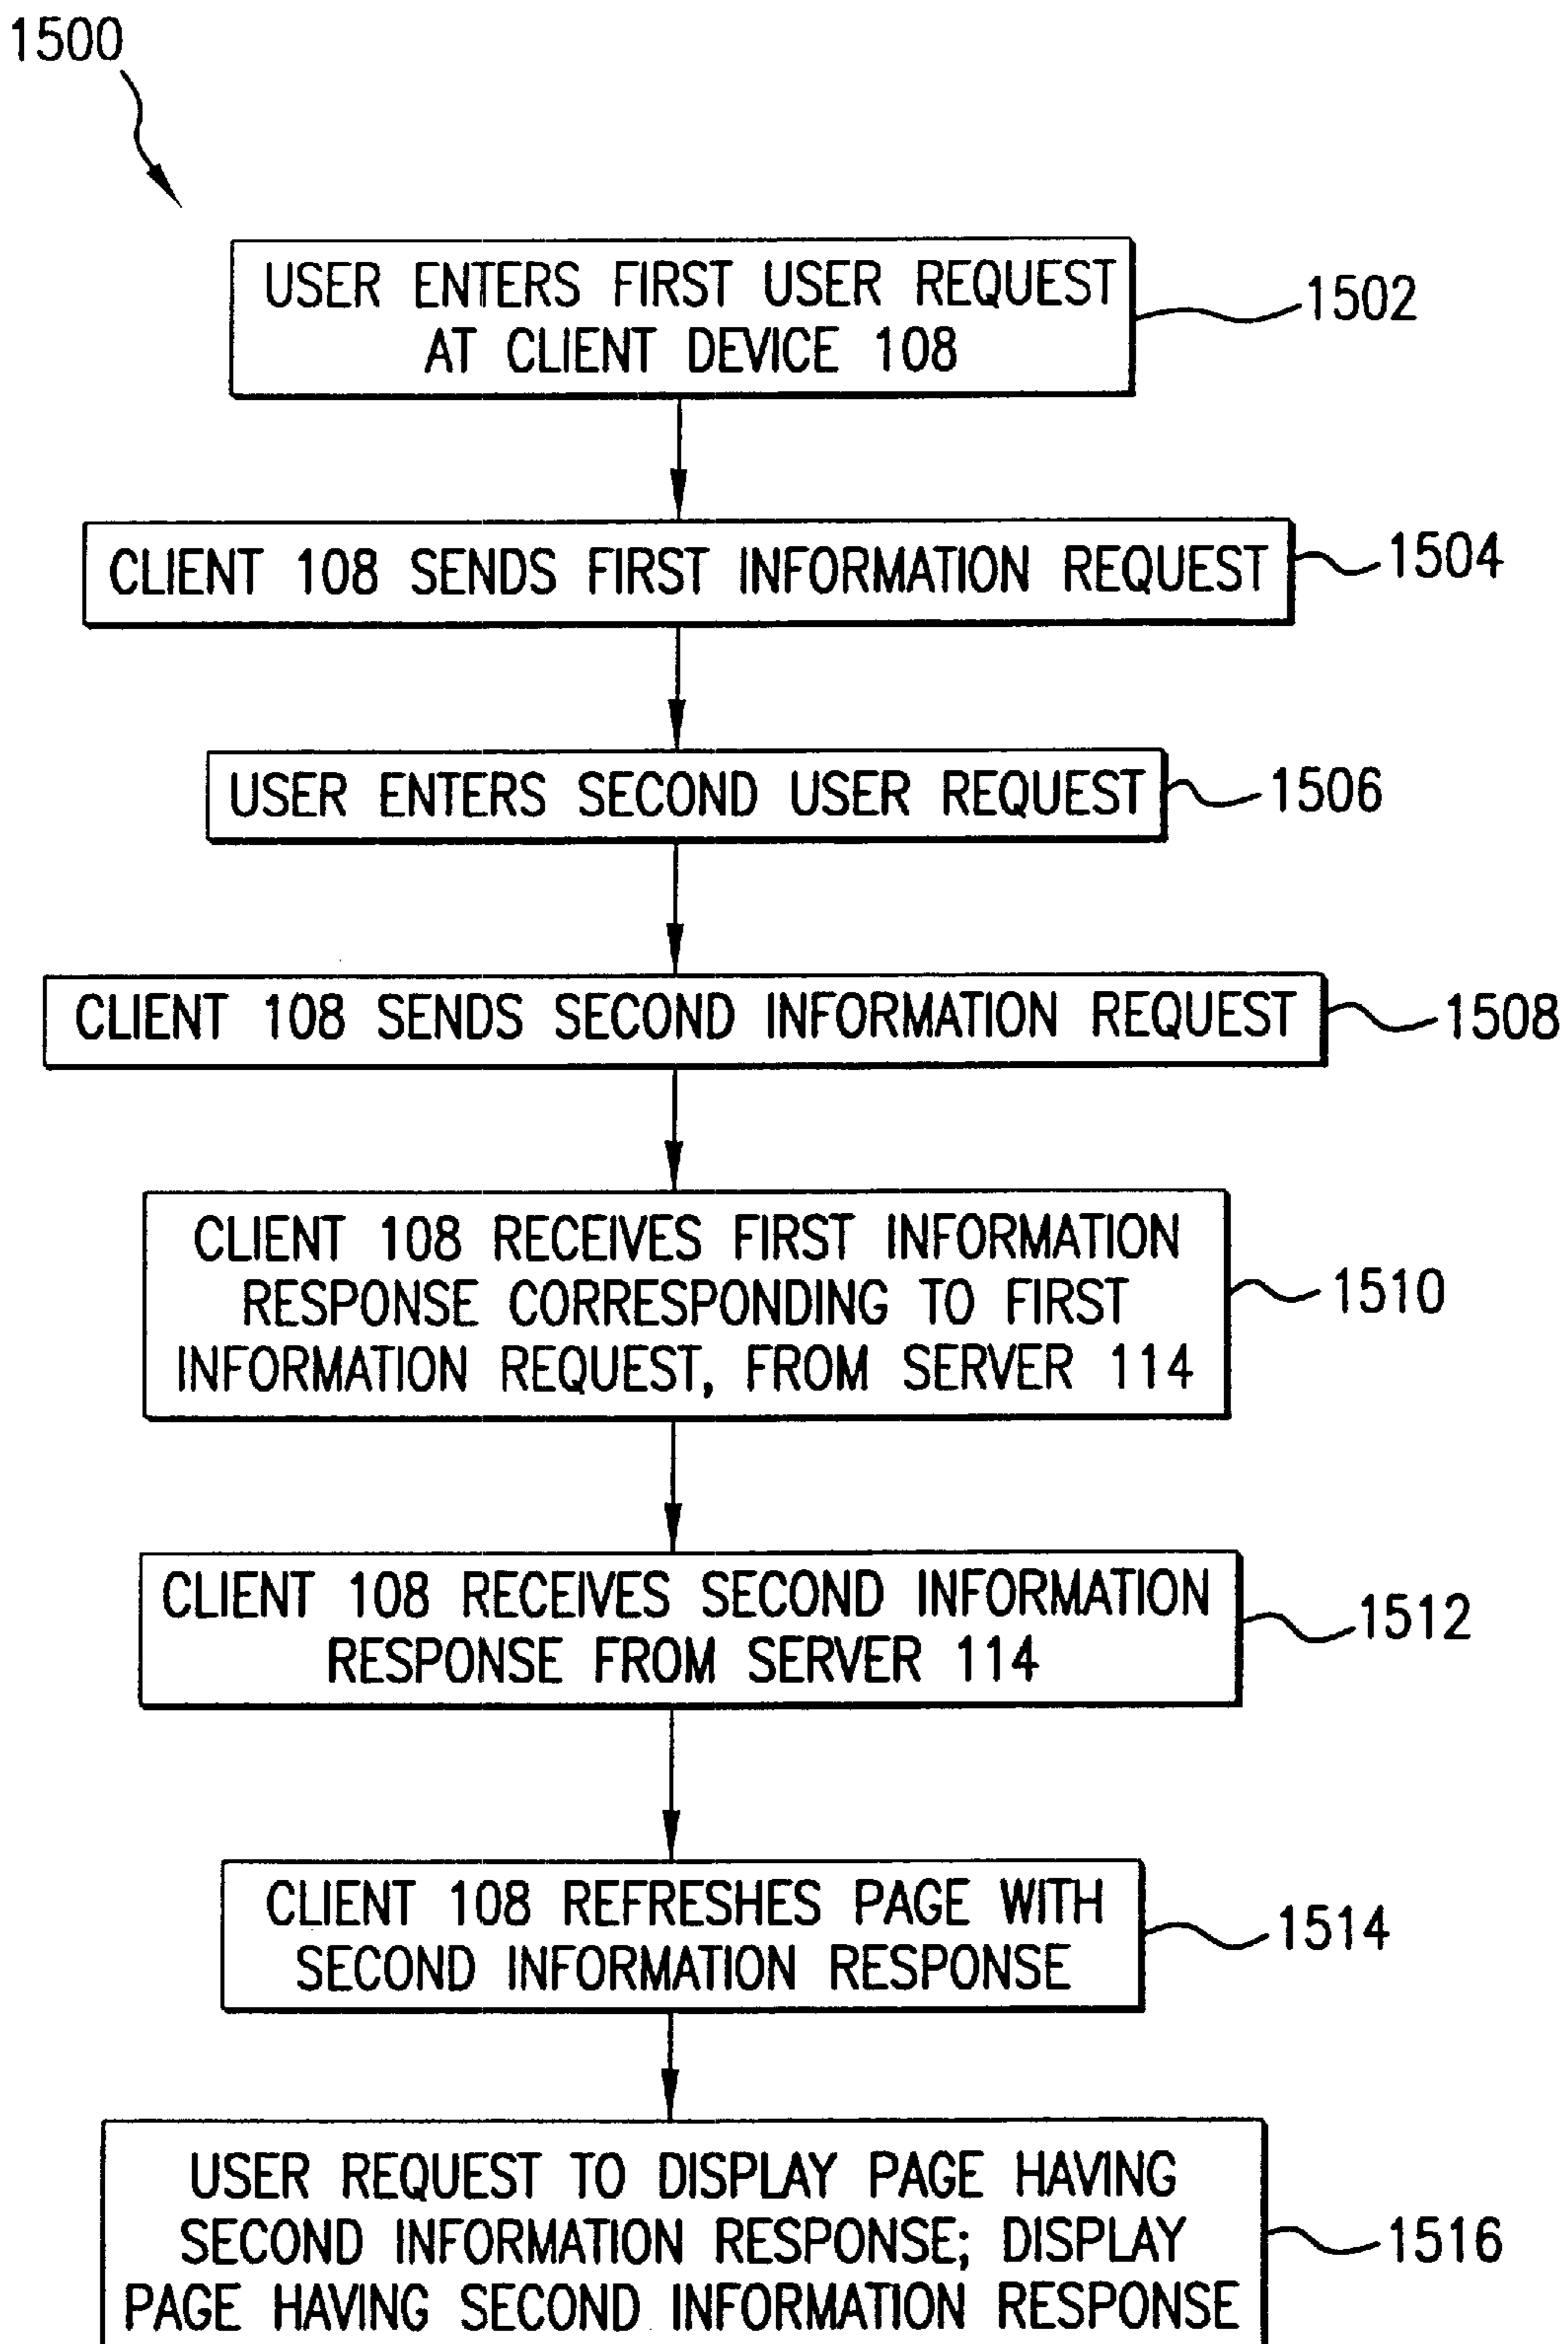 1500
USER ENTERS FIRST USER REQUEST
AT CLIENT DEVICE 108
1502
CLIENT 108 SENDS FIRST INFORMATION REQUEST
1504
USER ENTERS SECOND USER REQUEST
1506
CLIENT 108 SENDS SECOND INFORMATION REQUEST
1508
CLIENT 108 RECEIVES FIRST INFORMATION
RESPONSE CORRESPONDING TO FIRST
INFORMATION REQUEST, FROM SERVER 114
1510
CLIENT 108 RECEIVES SECOND INFORMATION
RESPONSE FROM SERVER 114
1512
CLIENT 108 REFRESHES PAGE WITH
SECOND INFORMATION RESPONSE
1514
USER REQUEST TO DISPLAY PAGE HAVING
SECOND INFORMATION RESPONSE; DISPLAY
PAGE HAVING SECOND INFORMATION RESPONSE
1516